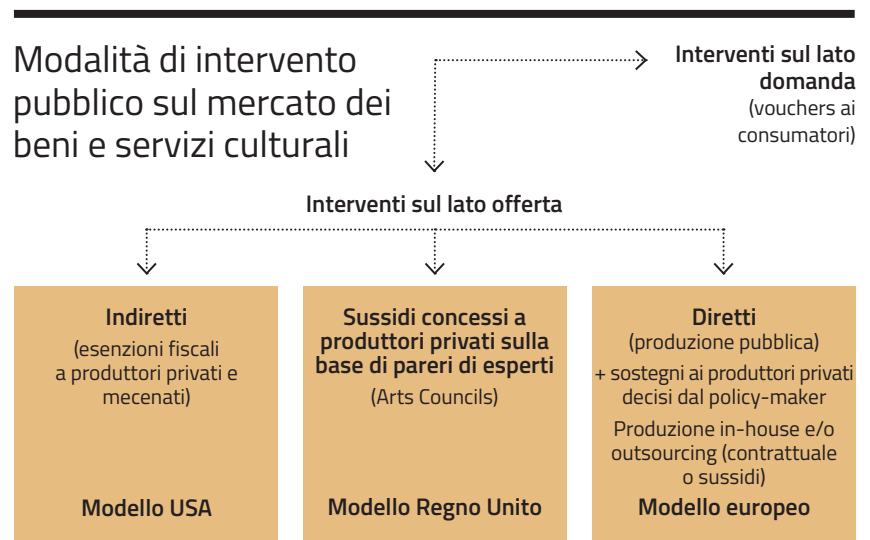 Modalità di intervento
pubblico sul mercato dei
beni e servizi culturali
Interventi sul lato
domanda
(vouchers ai
consumatori)
Interventi sul lato offerta
Indiretti
(esenzioni fiscali
a produttori privati e
mecenati)
Modello USA
Sussidi concessi a
produttori privati sulla
base di pareri di esperti
(Arts Councils)
Modello Regno Unito
Diretti
(produzione pubblica)
+ sostegni ai produttori privati
decisi dal policy-maker
Produzione in-house e/o
outsourcing (contrattuale
o sussidi)
Modello europeo